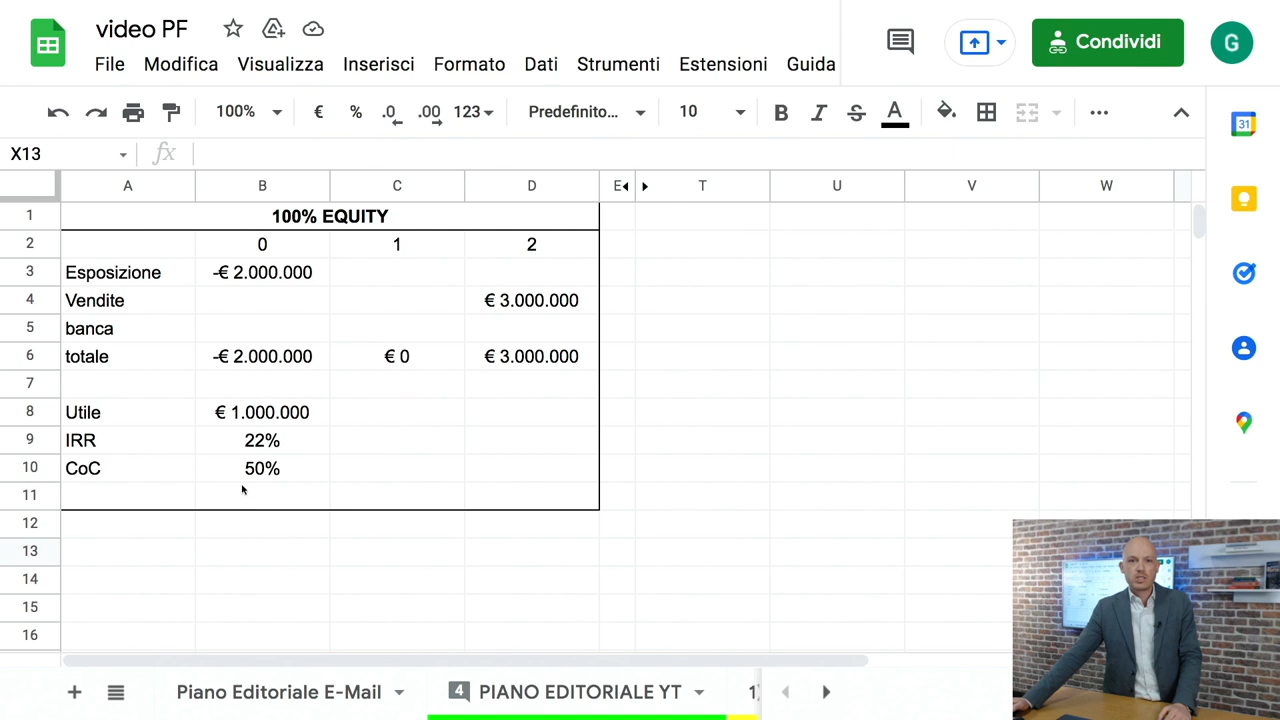 video PF
Condividi
G
File Modifica Visualizza Inserisci Formato Dati Strumenti Estensioni Guida
100% € % .0 .00 123 Predefinito... 10 B I S A ...
31
X13 fx
A B C D E T U V W
1 100% EQUITY
2 0 1 2
3 Esposizione -€ 2.000.000
4 Vendite € 3.000.000
5 banca
6 totale -€ 2.000.000 € 0 € 3.000.000
7
8 Utile € 1.000.000
9 IRR 22%
10 CoC 50%
11
12
13
14
15
16
+ Piano Editoriale E-Mail 4 PIANO EDITORIALE YT